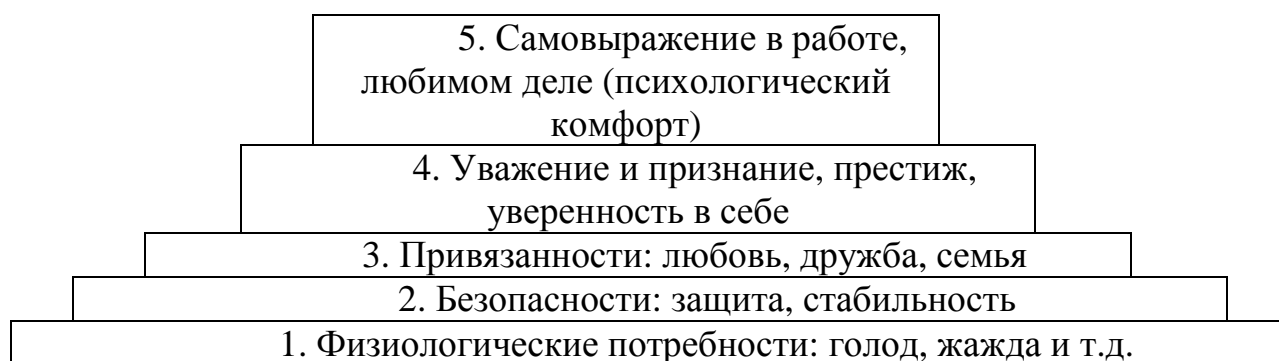 5. Самовыражение в работе,
любимом деле (психологический
комфорт)
4. Уважение и признание, престиж,
уверенность в себе
3. Привязанности: любовь, дружба, семья
2. Безопасности: защита, стабильность
1. Физиологические потребности: голод, жажда и т.д.